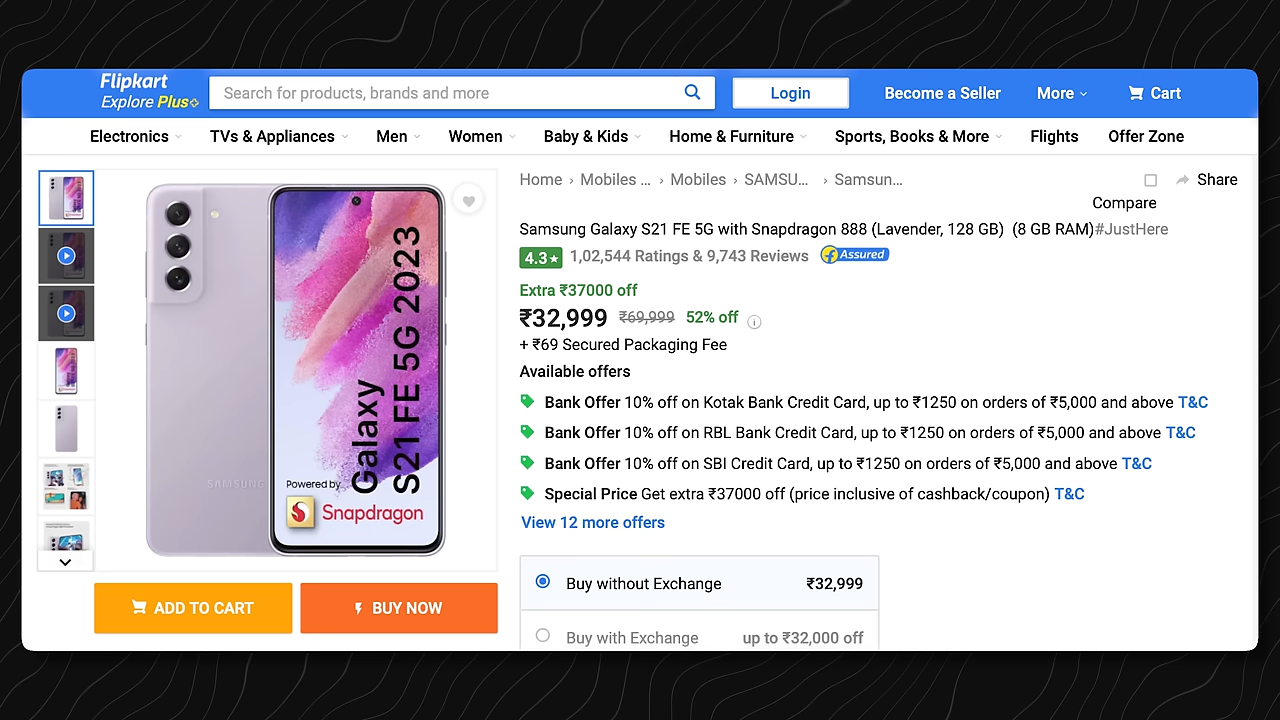 Flipkart
Explore Plus
Search for products, brands and more
Login
Become a Seller
More
Cart
Electronics
TVs & Appliances
Men
Women
Baby & Kids
Home & Furniture
Sports, Books & More
Flights
Offer Zone
SAMSUNG
Galaxy
S21 FE 5G 2023
Powered by
Snapdragon
ADD TO CART
BUY NOW
Home › Mobiles ... › Mobiles › SAMSU... › Samsun...
Compare
Share
Samsung Galaxy S21 FE 5G with Snapdragon 888 (Lavender, 128 GB) (8 GB RAM)#JustHere
4.3★ 1,02,544 Ratings & 9,743 Reviews f Assured
Extra ₹37000 off
₹32,999 ₹69,999 52% off i
+ ₹69 Secured Packaging Fee
Available offers
Bank Offer 10% off on Kotak Bank Credit Card, up to ₹1250 on orders of ₹5,000 and above T&C
Bank Offer 10% off on RBL Bank Credit Card, up to ₹1250 on orders of ₹5,000 and above T&C
Bank Offer 10% off on SBI Credit Card, up to ₹1250 on orders of ₹5,000 and above T&C
Special Price Get extra ₹37000 off (price inclusive of cashback/coupon) T&C
View 12 more offers
Buy without Exchange ₹32,999
Buy with Exchange up to ₹32,000 off